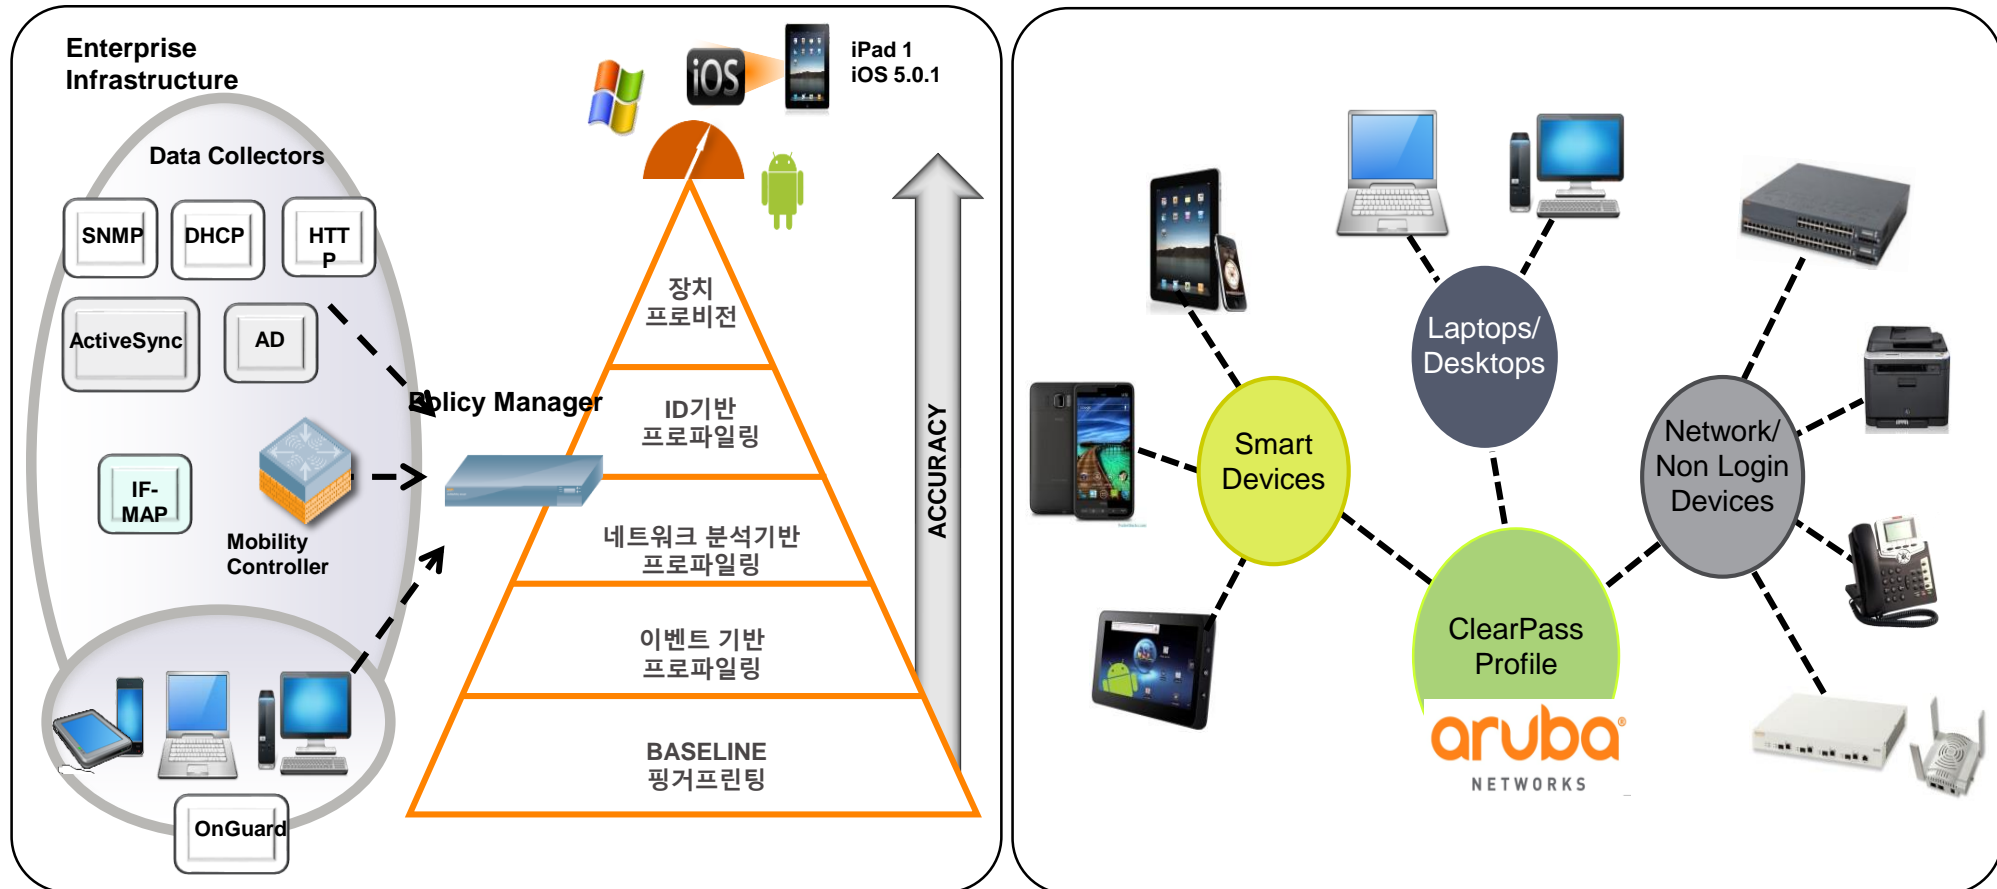 Enterprise
Infrastructure
Data Collectors
SNMP
DHCP
HTT
P
ActiveSync
AD
IF-
MAP
Mobility
Controller
OnGuard
Policy Manager
iOS
iPad 1
iOS 5.0.1
장치
프로비전
ID기반
프로파일링
네트워크 분석기반
프로파일링
이벤트 기반
프로파일링
BASELINE
핑거프린팅
ACCURACY
Laptops/
Desktops
Smart
Devices
Network/
Non Login
Devices
ClearPass
Profile
aruba®
NETWORKS